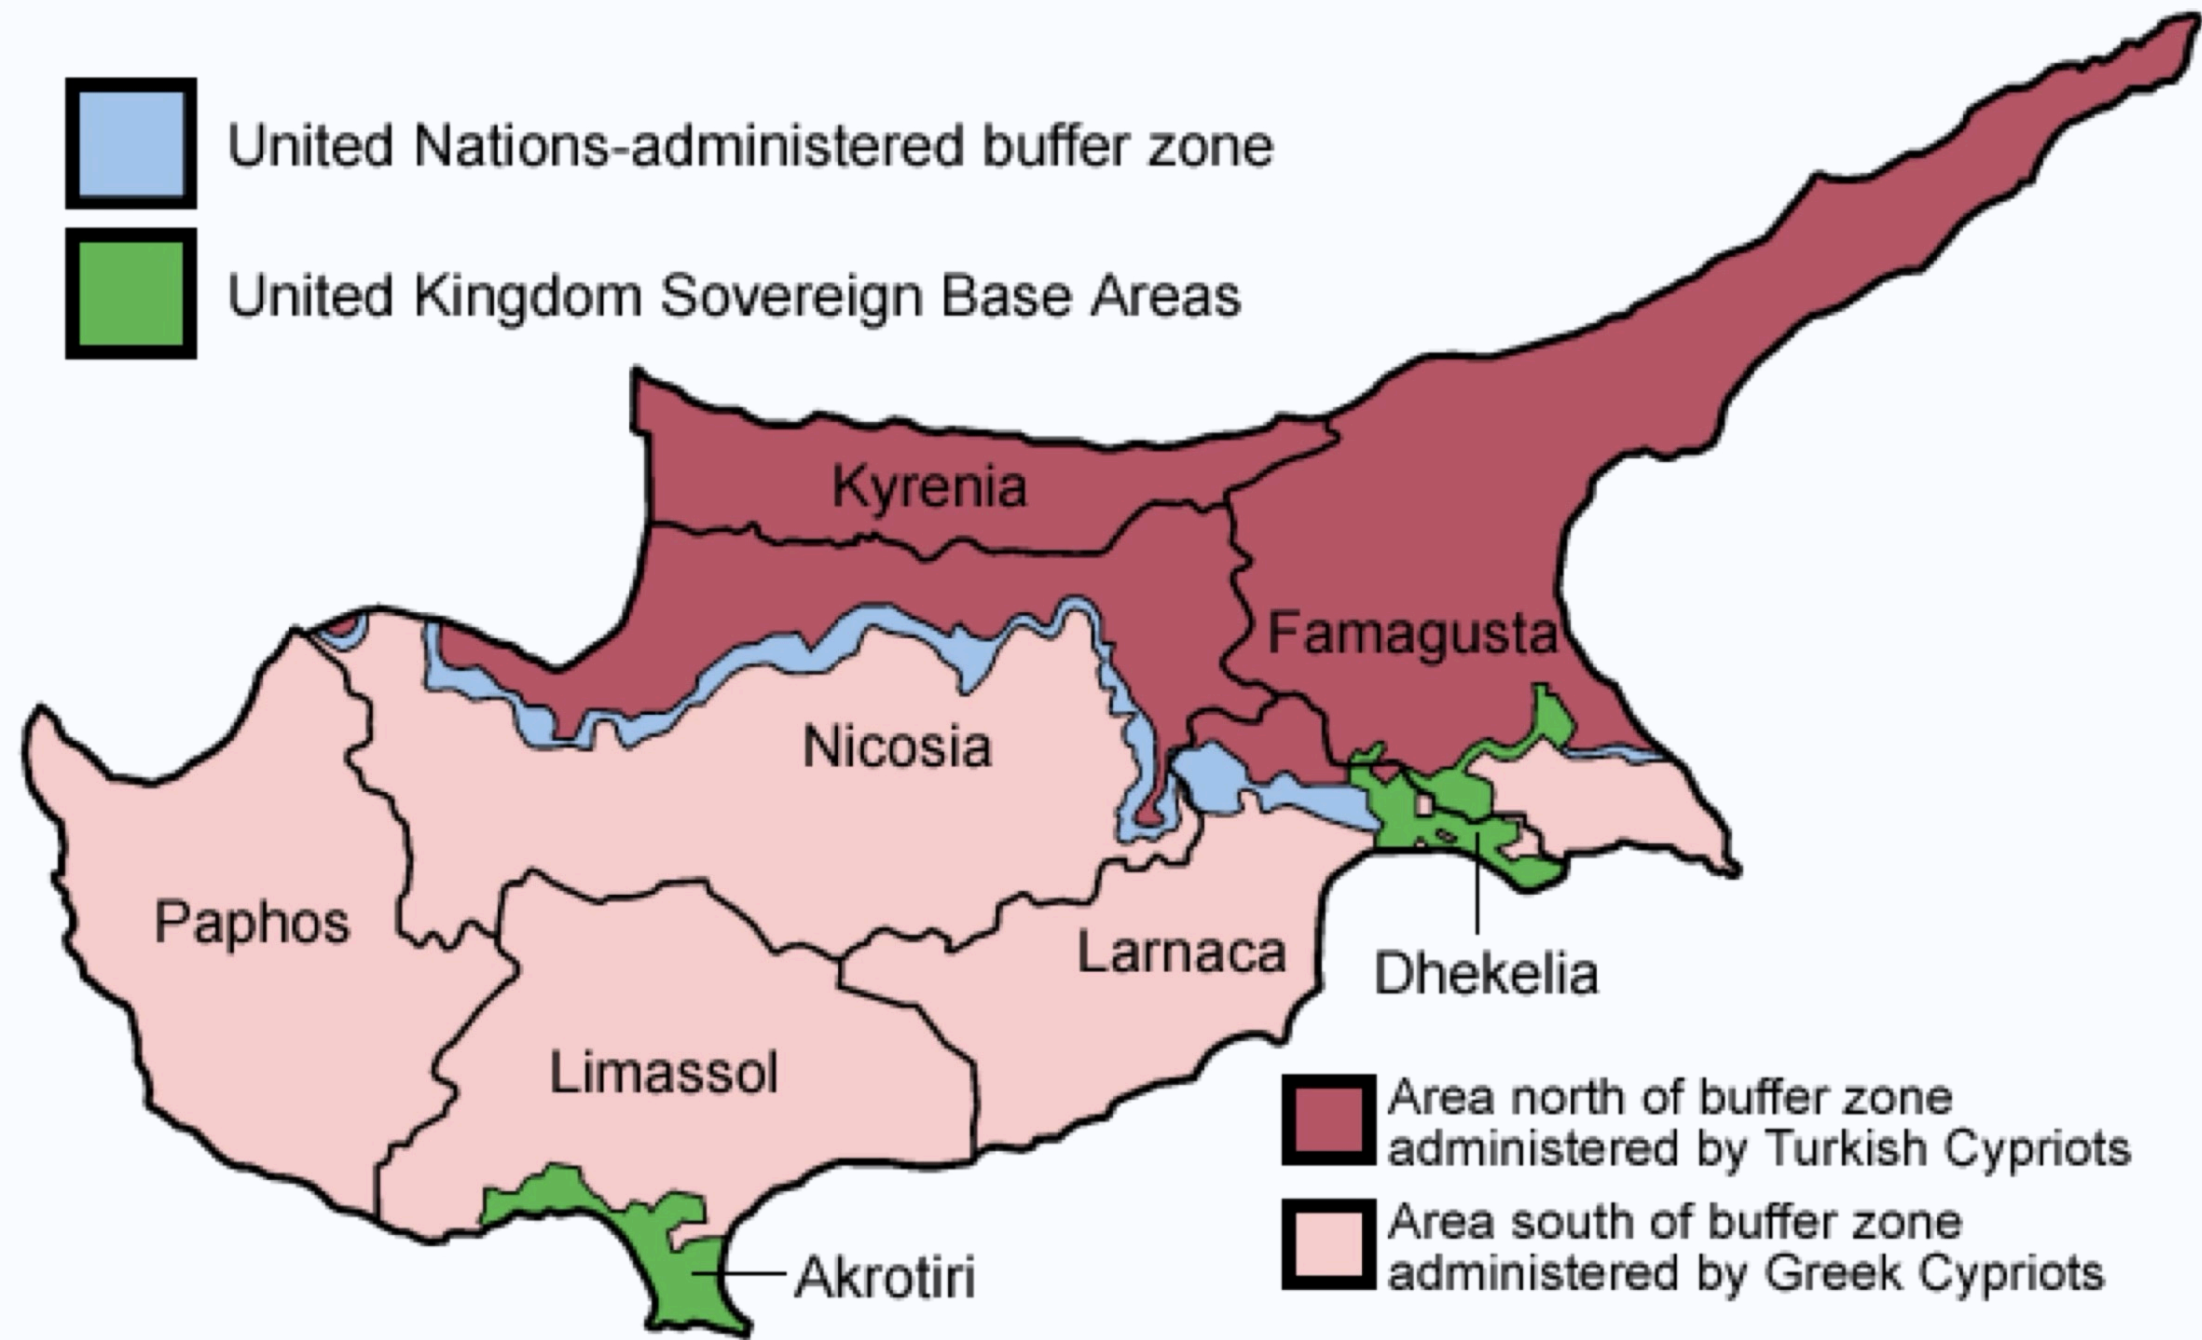 United Nations-administered buffer zone
United Kingdom Sovereign Base Areas
Kyrenia
Famagusta
Nicosia
Paphos
Larnaca
Dhekelia
Limassol
Akrotiri
Area north of buffer zone
administered by Turkish Cypriots
Area south of buffer zone
administered by Greek Cypriots